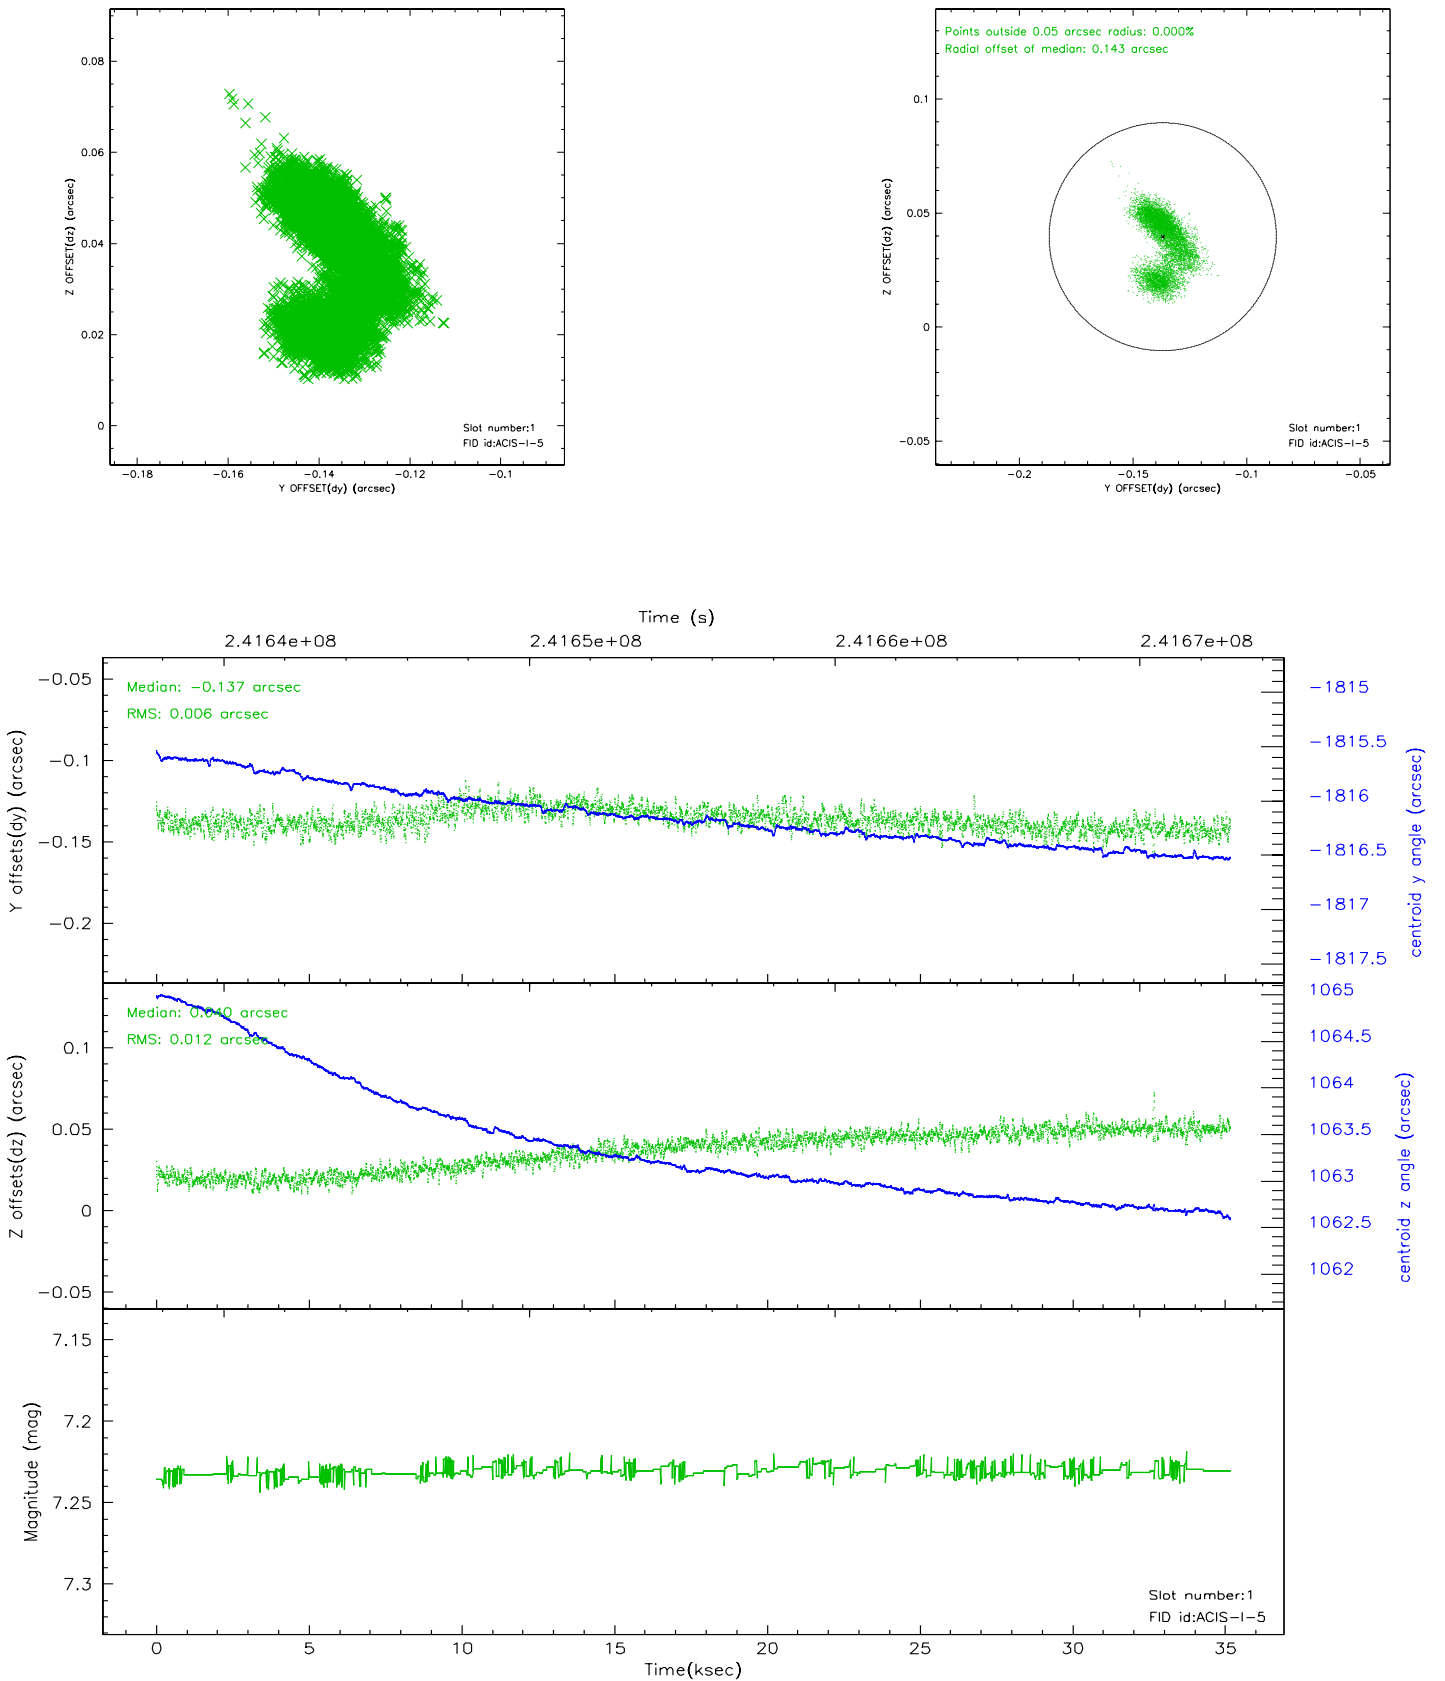 0.08
0.06
0.04
0.02
0
Z OFFSET(dz) (arcsec)
Slot number:1
FID id:ACIS-I-5
-0.18 -0.16 -0.14 -0.12 -0.1
Y OFFSET(dy) (arcsec)
Points outside 0.05 arcsec radius: 0.000%
Radial offset of median: 0.143 arcsec
0.1
0.05
0
-0.05
Z OFFSET(dz) (arcsec)
Slot number:1
FID id:ACIS-I-5
-0.2 -0.15 -0.1 -0.05
Y OFFSET(dy) (arcsec)
Time (s)
2.4164e+08 2.4165e+08 2.4166e+08 2.4167e+08
Median: -0.137 arcsec
RMS: 0.006 arcsec
-0.05
-0.1
-0.15
-0.2
Y offsets(dy) (arcsec)
-1815
-1815.5
-1816
-1816.5
-1817
-1817.5
centroid y angle (arcsec)
Median: 0.040 arcsec
RMS: 0.012 arcsec
0.1
0.05
0
-0.05
Z offsets(dz) (arcsec)
1065
1064.5
1064
1063.5
1063
1062.5
1062
centroid z angle (arcsec)
7.15
7.2
7.25
7.3
Magnitude (mag)
Slot number:1
FID id:ACIS-I-5
0 5 10 15 20 25 30 35
Time(ksec)